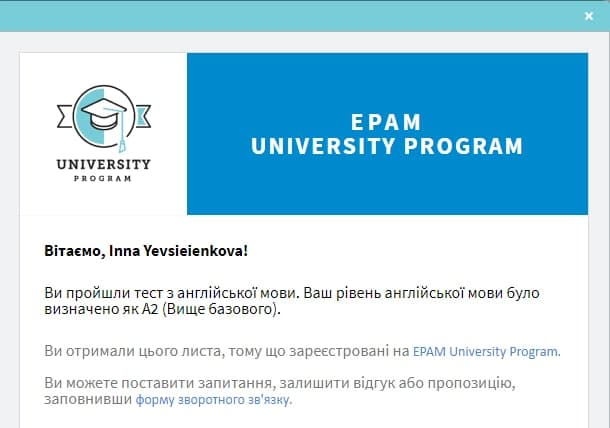 UNIVERSITY
PROGRAM
EPAM
UNIVERSITY PROGRAM
Вітаємо, Inna Yevsieienkova!
Ви пройшли тест з англійської мови. Ваш рівень англійської мови було
визначено як A2 (Вище базового).
Ви отримали цього листа, тому що зареєстровані на EPAM University Program.
Ви можете поставити запитання, залишити відгук або пропозицію,
заповнивши форму зворотного зв'язку.